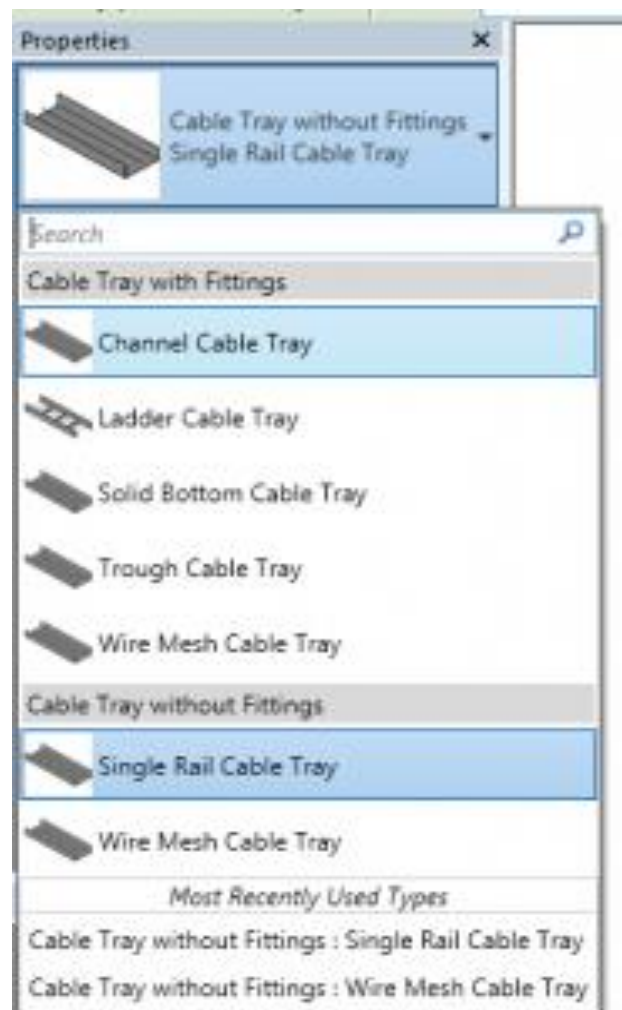 Properties
Cable Tray without Fittings
Single Rail Cable Tray
Search
Cable Tray with Fittings
Channel Cable Tray
Ladder Cable Tray
Solid Bottom Cable Tray
Trough Cable Tray
Wire Mesh Cable Tray
Cable Tray without Fittings
Single Rail Cable Tray
Wire Mesh Cable Tray
Most Recently Used Types
Cable Tray without Fittings : Single Rail Cable Tray
Cable Tray without Fittings : Wire Mesh Cable Tray